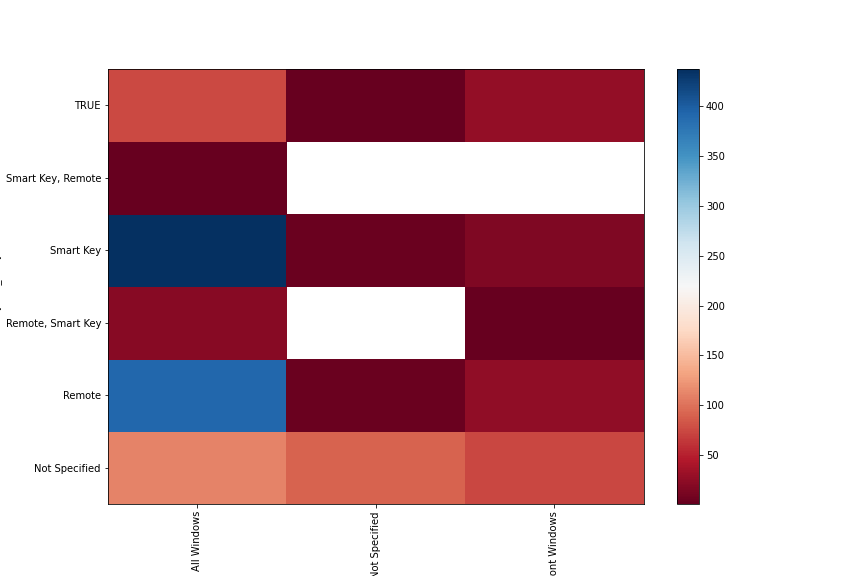 TRUE
Smart Key, Remote
Smart Key
Remote, Smart Key
Remote
Not Specified
All Windows
Not Specified
ont Windows
400
350
300
250
200
150
100
50